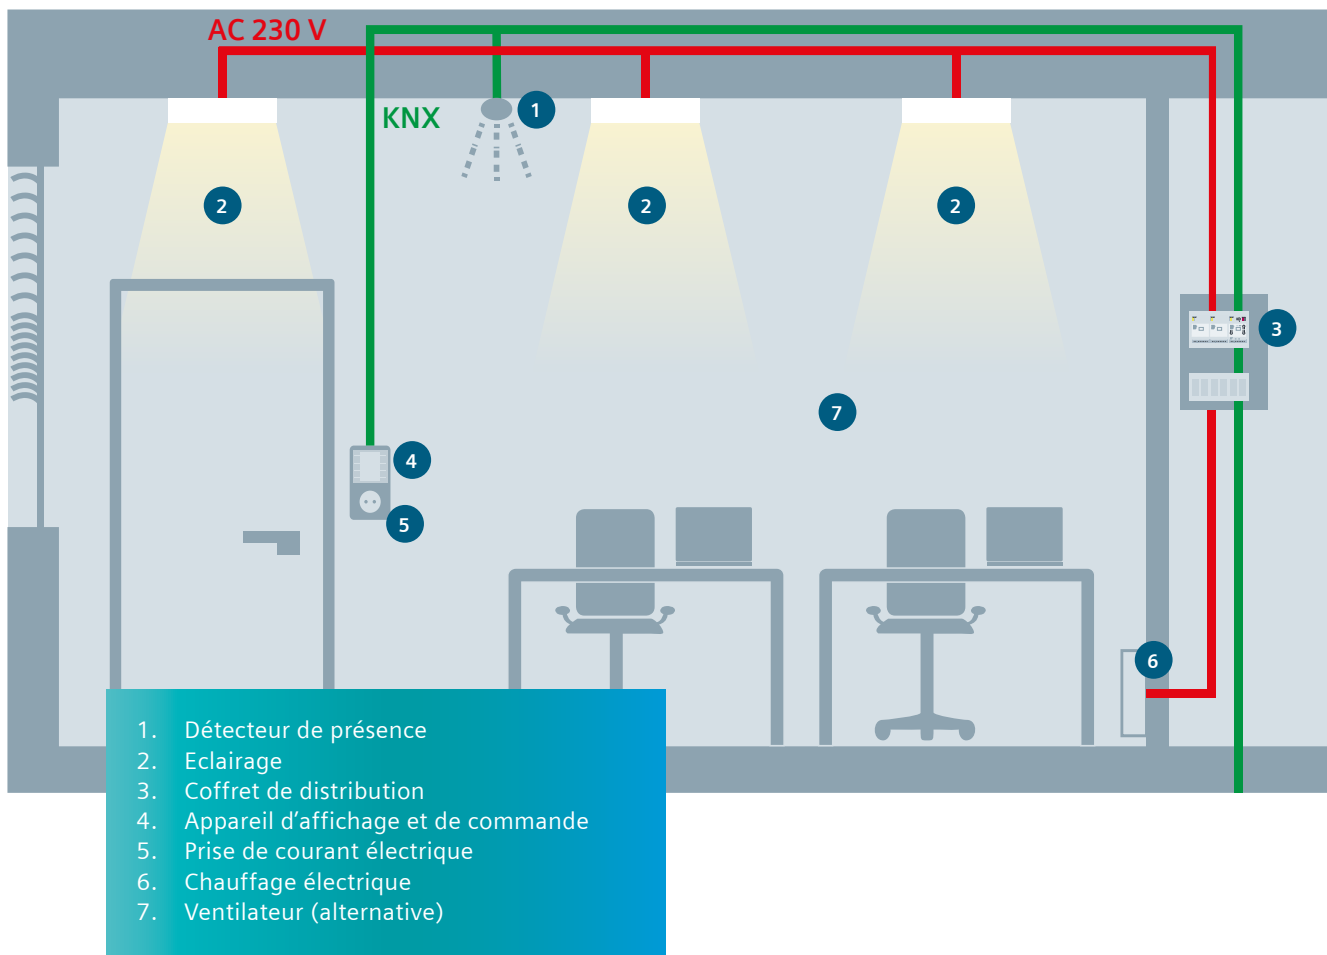 AC 230 V
KNX
1
2
2
2
3
7
4
5
6
1. Détecteur de présence
2. Eclairage
3. Coffret de distribution
4. Appareil d'affichage et de commande
5. Prise de courant électrique
6. Chauffage électrique
7. Ventilateur (alternative)